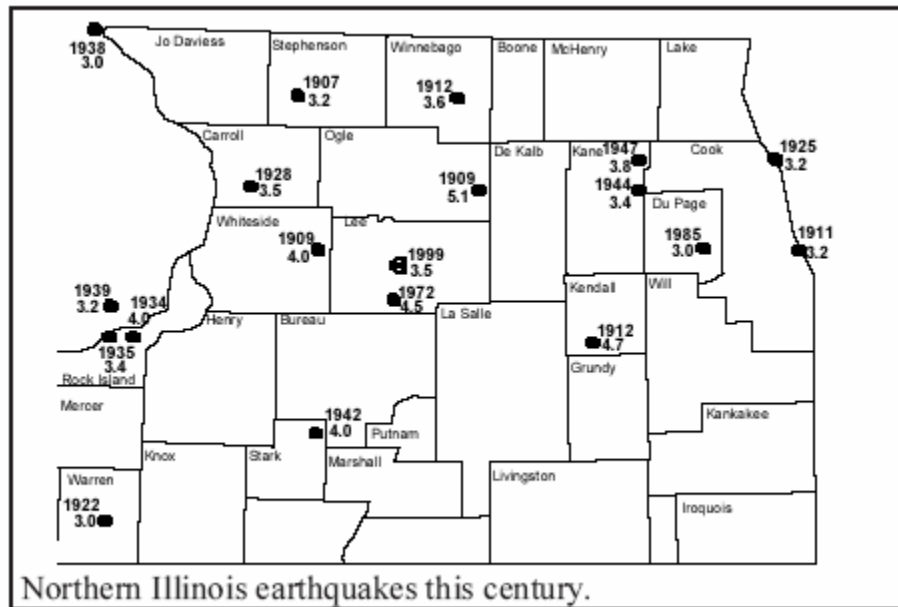 1938
3.0
Jo Daviess
Stephenson
Winnebago
Boone
McHenry
Lake
1907
3.2
1912
3.6
Carroll
Ogle
De Kalb
Kane
1947
3.8
Cook
1925
3.2
1928
3.5
1909
5.1
1944
3.4
Du Page
Whiteside
Lee
1909
4.0
1999
3.5
1985
3.0
1911
3.2
1939
3.2
1934
4.0
1972
4.5
Kendall
Will
Henry
Bureau
La Salle
1935
3.4
1912
4.7
Rock Island
Grundy
Mercer
Kankakee
1942
4.0
Putnam
Knox
Stark
Marshall
Warren
Livingston
1922
3.0
Iroquois
Northern Illinois earthquakes this century.